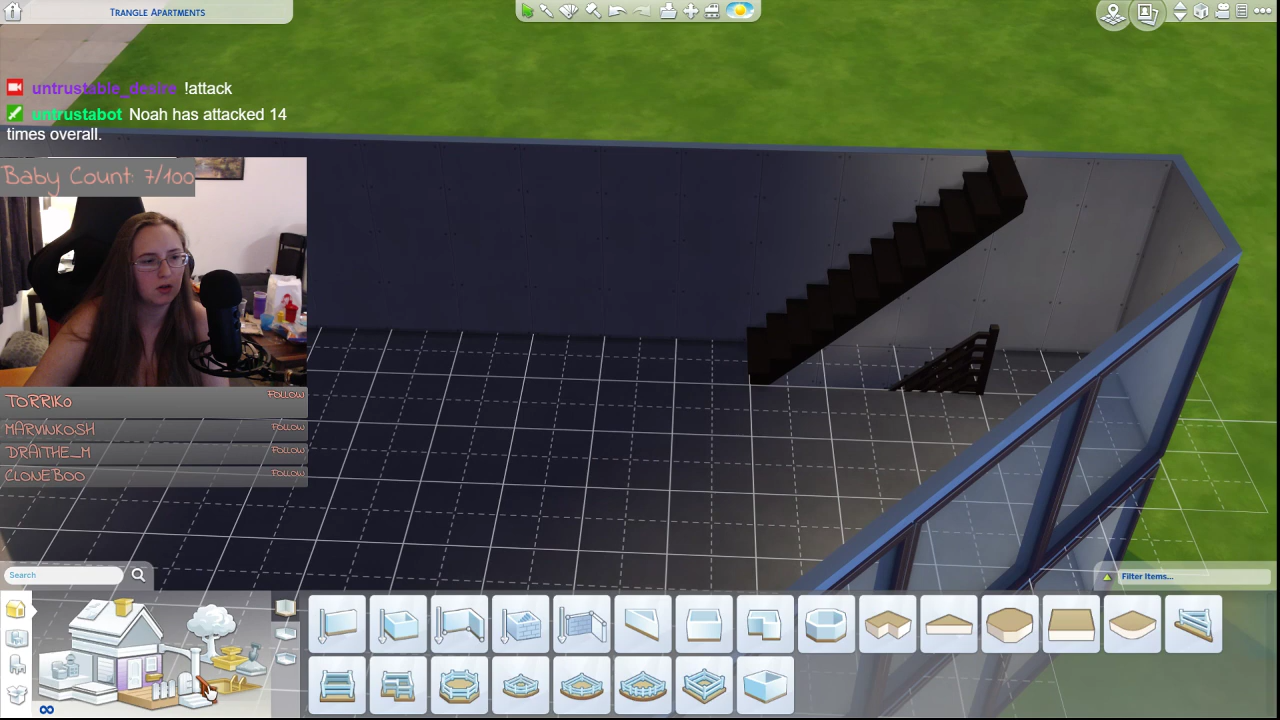 TRANGLE APARTMENTS
untrustable_desire !attack
untrustabot Noah has attacked 14
times overall.
Baby Count: 7/100
TORRIKO FOLLOW
MARVINKOSH FOLLOW
DRAITHE_M FOLLOW
CLONEBOO FOLLOW
Search
Filter Items...